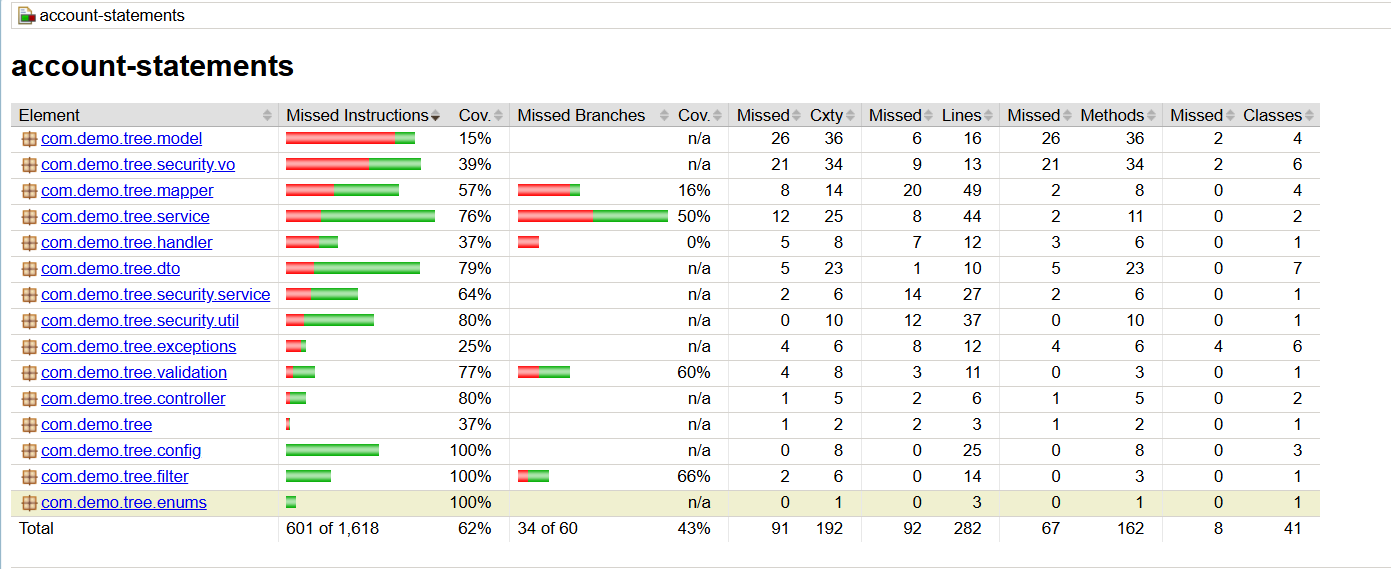 account-statements
account-statements
Element Missed Instructions Cov. Missed Branches Cov. Missed Cxty Missed Lines Missed Methods Missed Classes
com.demo.tree.model 15% n/a 26 36 6 16 26 36 2 4
com.demo.tree.security.vo 39% n/a 21 34 9 13 21 34 2 6
com.demo.tree.mapper 57% 16% 8 14 20 49 2 8 0 4
com.demo.tree.service 76% 50% 12 25 8 44 2 11 0 2
com.demo.tree.handler 37% 0% 5 8 7 12 3 6 0 1
com.demo.tree.dto 79% n/a 5 23 1 10 5 23 0 7
com.demo.tree.security.service 64% n/a 2 6 14 27 2 6 0 1
com.demo.tree.security.util 80% n/a 0 10 12 37 0 10 0 1
com.demo.tree.exceptions 25% n/a 4 6 8 12 4 6 4 6
com.demo.tree.validation 77% 60% 4 8 3 11 0 3 0 1
com.demo.tree.controller 80% n/a 1 5 2 6 1 5 0 2
com.demo.tree 37% n/a 1 2 2 3 1 2 0 1
com.demo.tree.config 100% n/a 0 8 0 25 0 8 0 3
com.demo.tree.filter 100% 66% 2 6 0 14 0 3 0 1
com.demo.tree.enums 100% n/a 0 1 0 3 0 1 0 1
Total 601 of 1,618 62% 34 of 60 43% 91 192 92 282 67 162 8 41